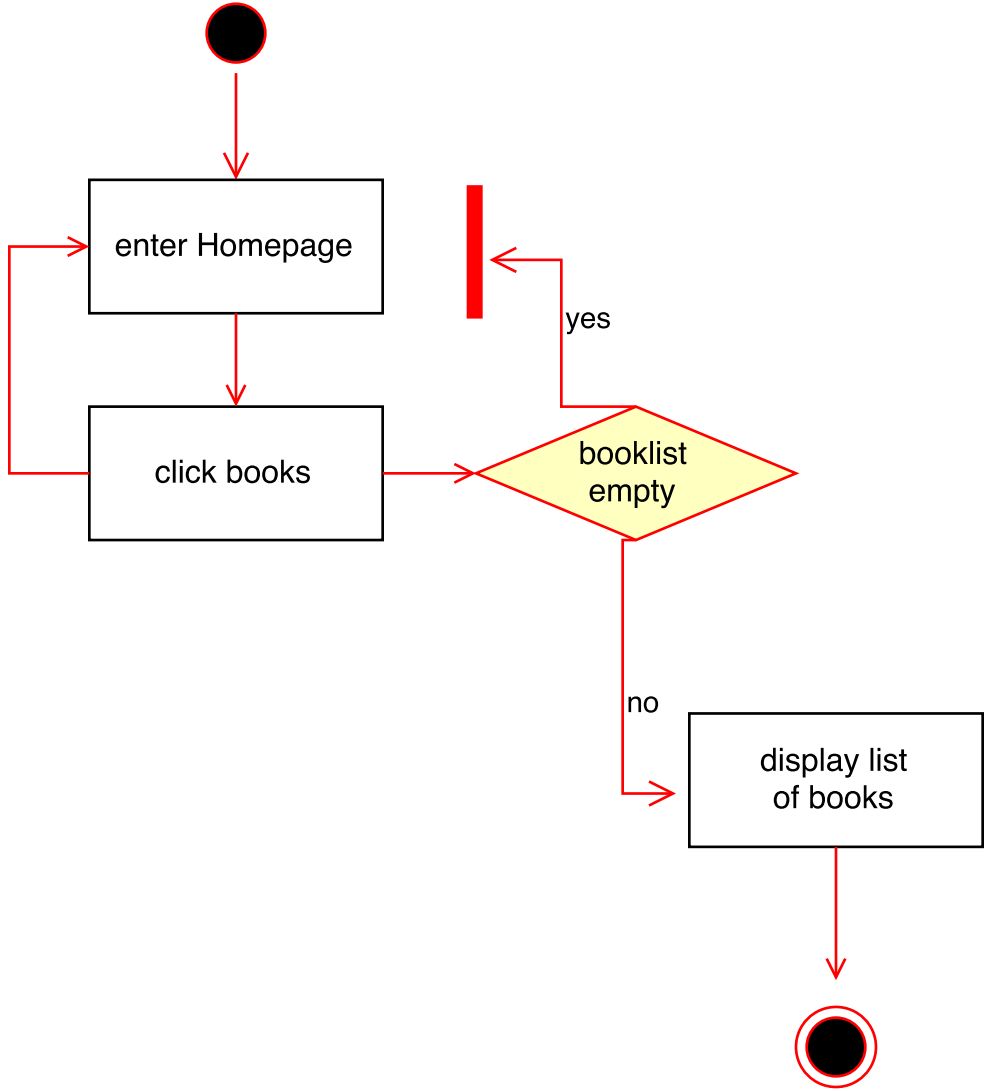 enter Homepage
yes
click books
booklist
empty
no
display list
of books